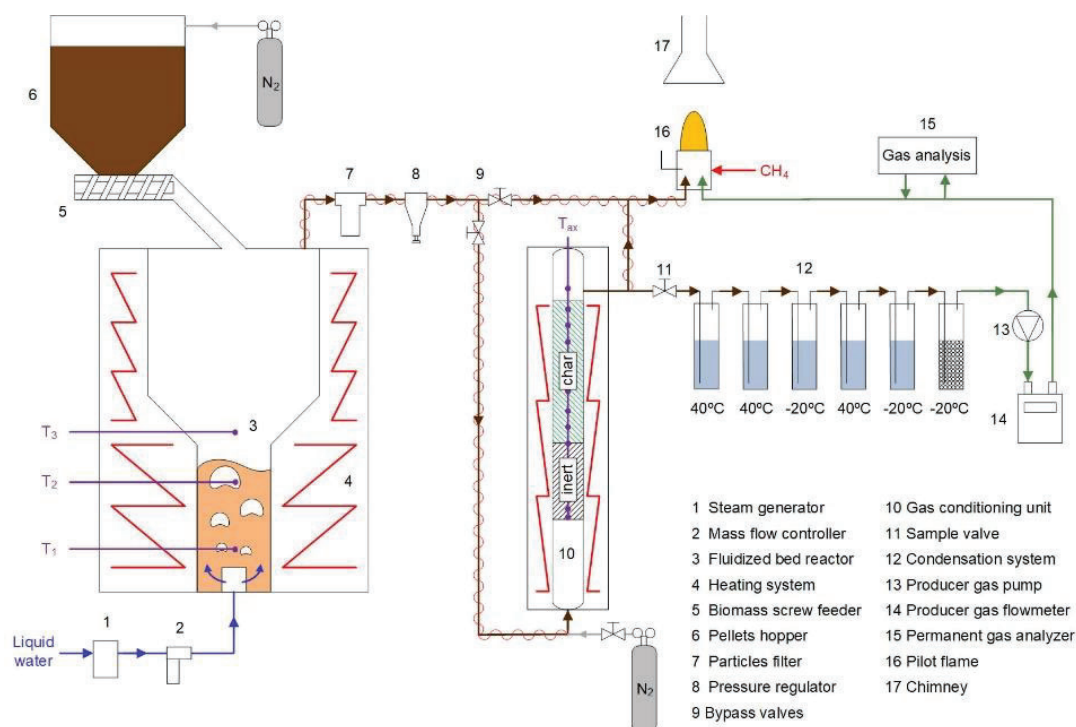 17
6
N2
15
16
Gas analysis
7
8
9
CH4
5
Tax
11
12
13
char
T3
3
40ºC
40ºC
-20ºC
40ºC
-20ºC
-20ºC
14
T2
4
inert
T1
10
1
2
Liquid
water
N2
1 Steam generator
2 Mass flow controller
3 Fluidized bed reactor
4 Heating system
5 Biomass screw feeder
6 Pellets hopper
7 Particles filter
8 Pressure regulator
9 Bypass valves
10 Gas conditioning unit
11 Sample valve
12 Condensation system
13 Producer gas pump
14 Producer gas flowmeter
15 Permanent gas analyzer
16 Pilot flame
17 Chimney